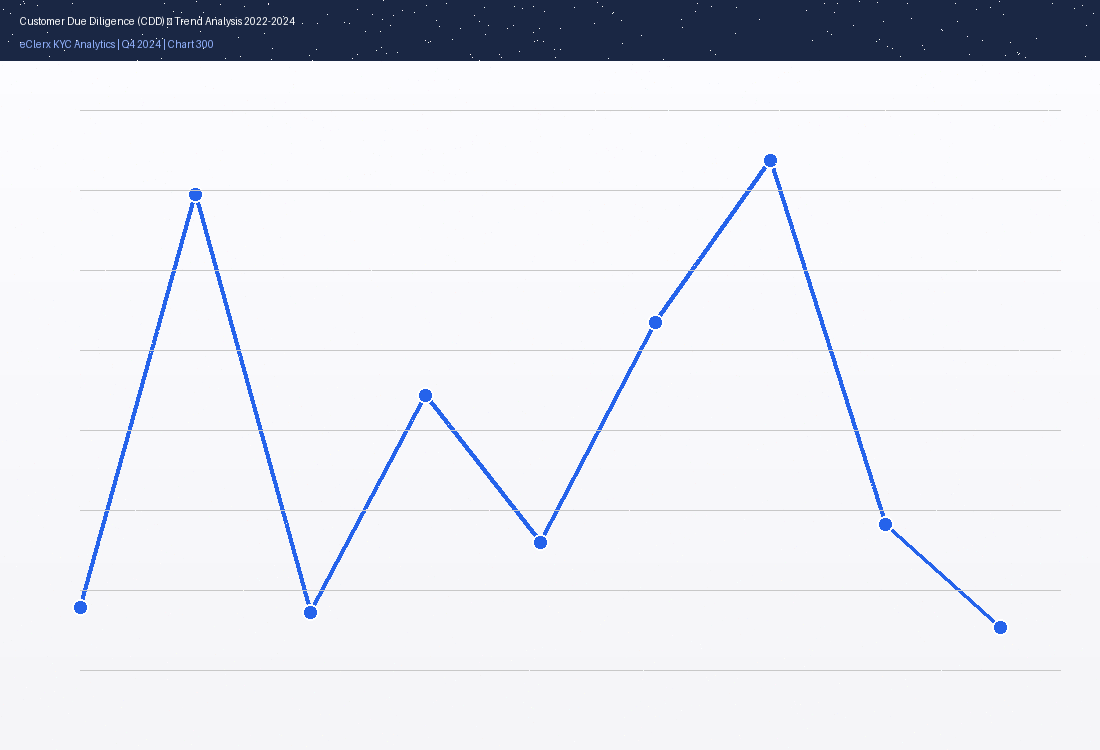 Customer Due Diligence (CDD) ▯ Trend Analysis 2022-2024
eClerx KYC Analytics | Q4 2024 | Chart 300